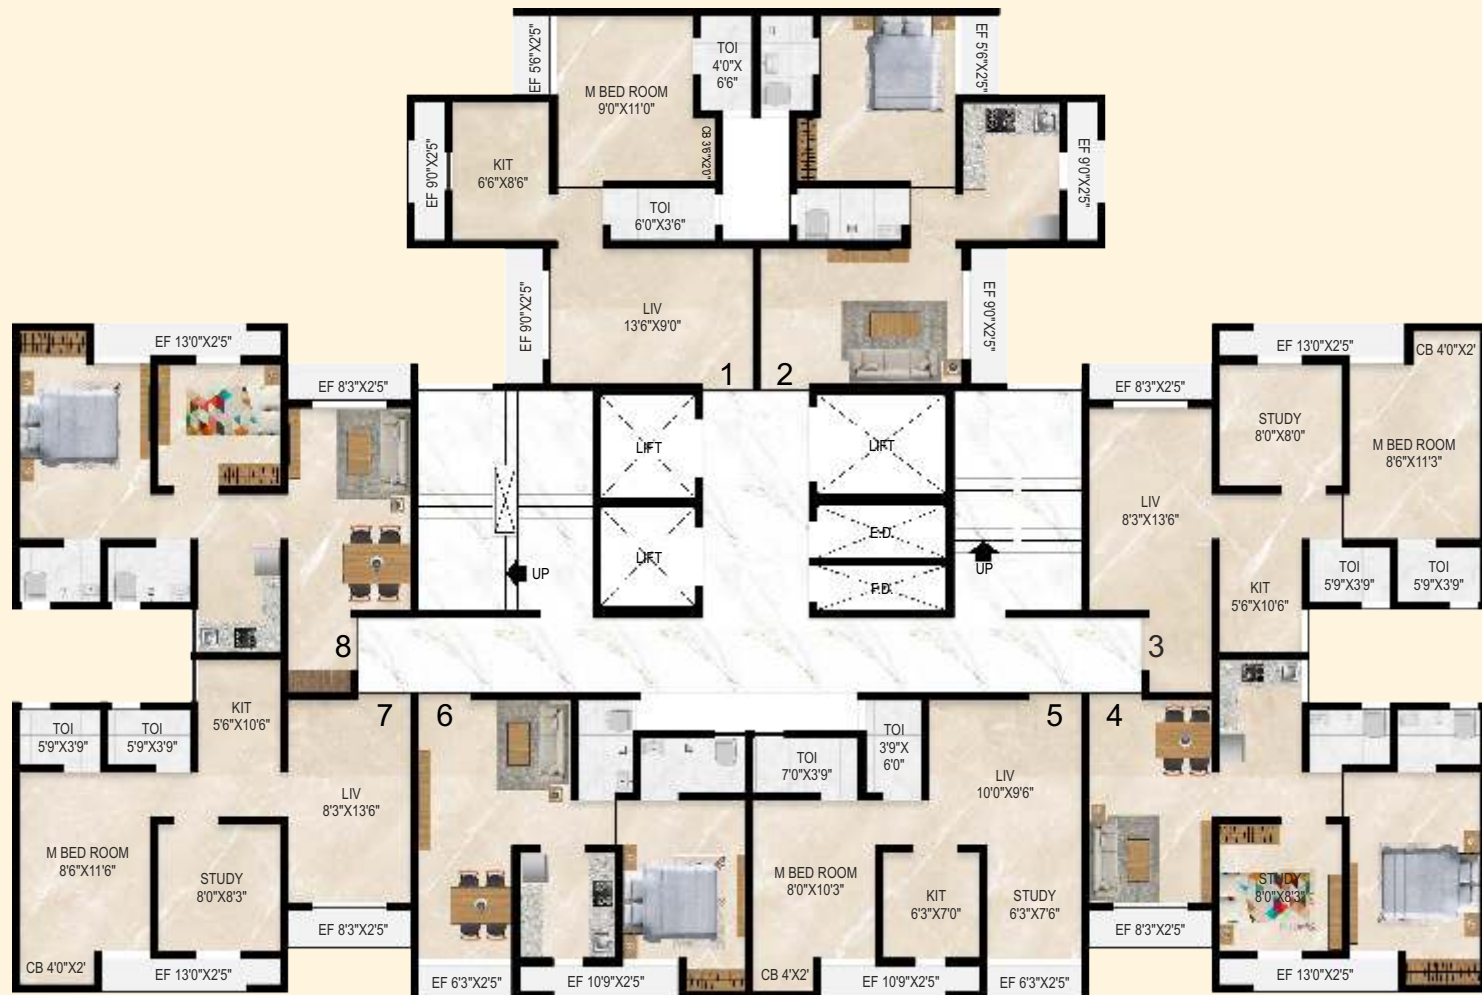 EF 5'6"X2'5"
M BED ROOM
9'0"X11'0"
TOI
4'0"X
6'6"
EF 5'6"X2'5"
CB 3'6"X2'0"
EF 9'0"X2'5"
KIT
6'6"X8'6"
TOI
6'0"X3'6"
EF 9'0"X2'5"
EF 9'0"X2'5"
LIV
13'6"X9'0"
EF 9'0"X2'5"
1
2
EF 13'0"X2'5"
EF 8'3"X2'5"
EF 8'3"X2'5"
EF 13'0"X2'5"
CB 4'0"X2'
STUDY
8'0"X8'0"
M BED ROOM
8'6"X11'3"
LIFT
LIFT
LIV
8'3"X13'6"
LIFT
E.D.
F.D.
UP
UP
TOI
5'9"X3'9"
TOI
5'9"X3'9"
KIT
5'6"X10'6"
8
3
KIT
5'6"X10'6"
7
6
5
4
TOI
5'9"X3'9"
TOI
5'9"X3'9"
TOI
3'9"X
6'0"
TOI
7'0"X3'9"
LIV
8'3"X13'6"
LIV
10'0"X9'6"
M BED ROOM
8'6"X11'6"
STUDY
8'0"X8'3"
M BED ROOM
8'0"X10'3"
KIT
6'3"X7'0"
STUDY
6'3"X7'6"
STUDY
8'0"X8'3"
EF 8'3"X2'5"
EF 8'3"X2'5"
CB 4'0"X2'
EF 13'0"X2'5"
EF 6'3"X2'5"
EF 10'9"X2'5"
CB 4'X2'
EF 10'9"X2'5"
EF 6'3"X2'5"
EF 13'0"X2'5"